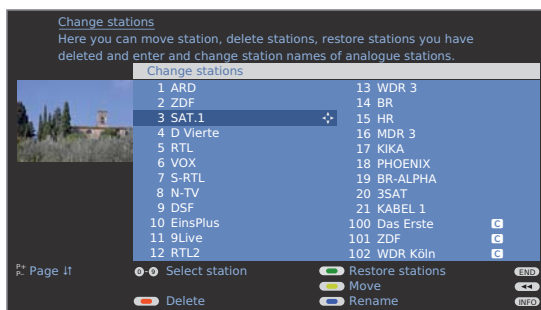 Change stations
Here you can move station, delete stations, restore stations you have
deleted and enter and change station names of analogue stations.
Change stations
1 ARD
2 ZDF
3 SAT.1
4 D Vierte
5 RTL
6 VOX
7 S-RTL
8 N-TV
9 DSF
10 EinsPlus
11 9Live
12 RTL2
13 WDR 3
14 BR
15 HR
16 MDR 3
17 KIKA
18 PHOENIX
19 BR-ALPHA
20 3SAT
21 KABEL 1
100 Das Erste C
101 ZDF C
102 WDR Köln C
P+ P- Page
0-9 Select station
Restore stations END
Move
Delete
Rename INFO